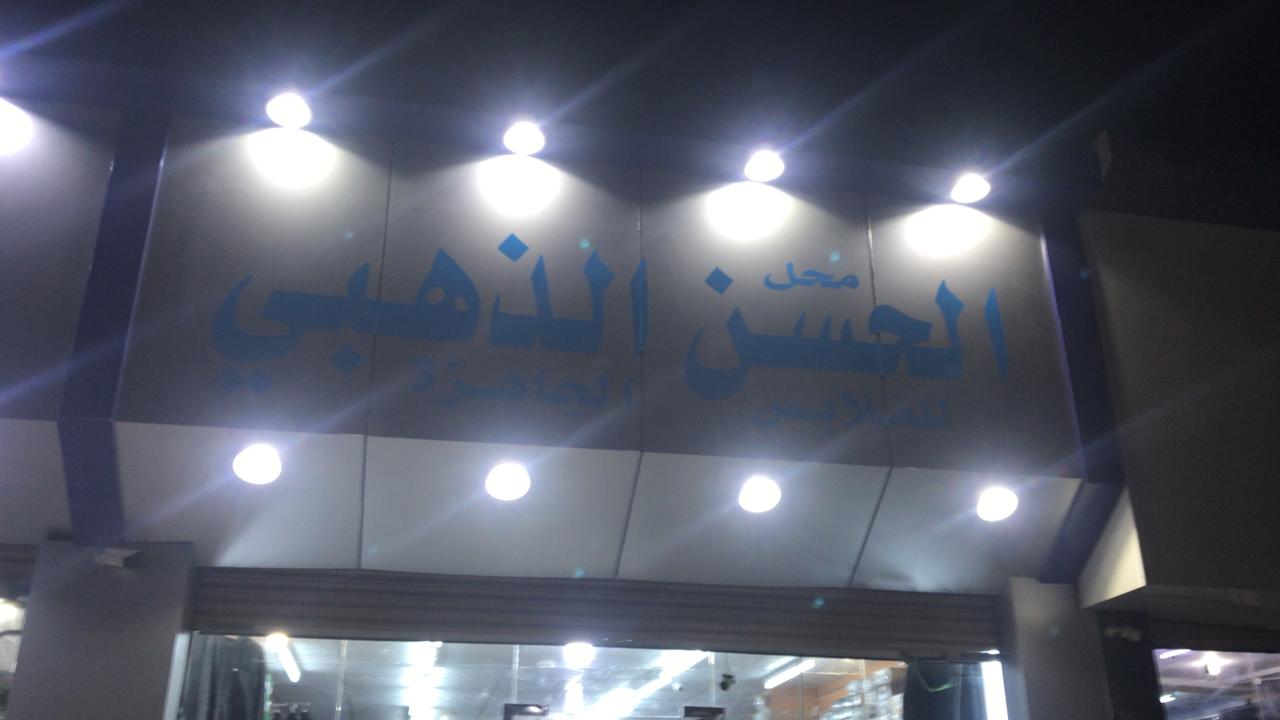 محل
الحسن الذهبي
للملابس الجاهزة